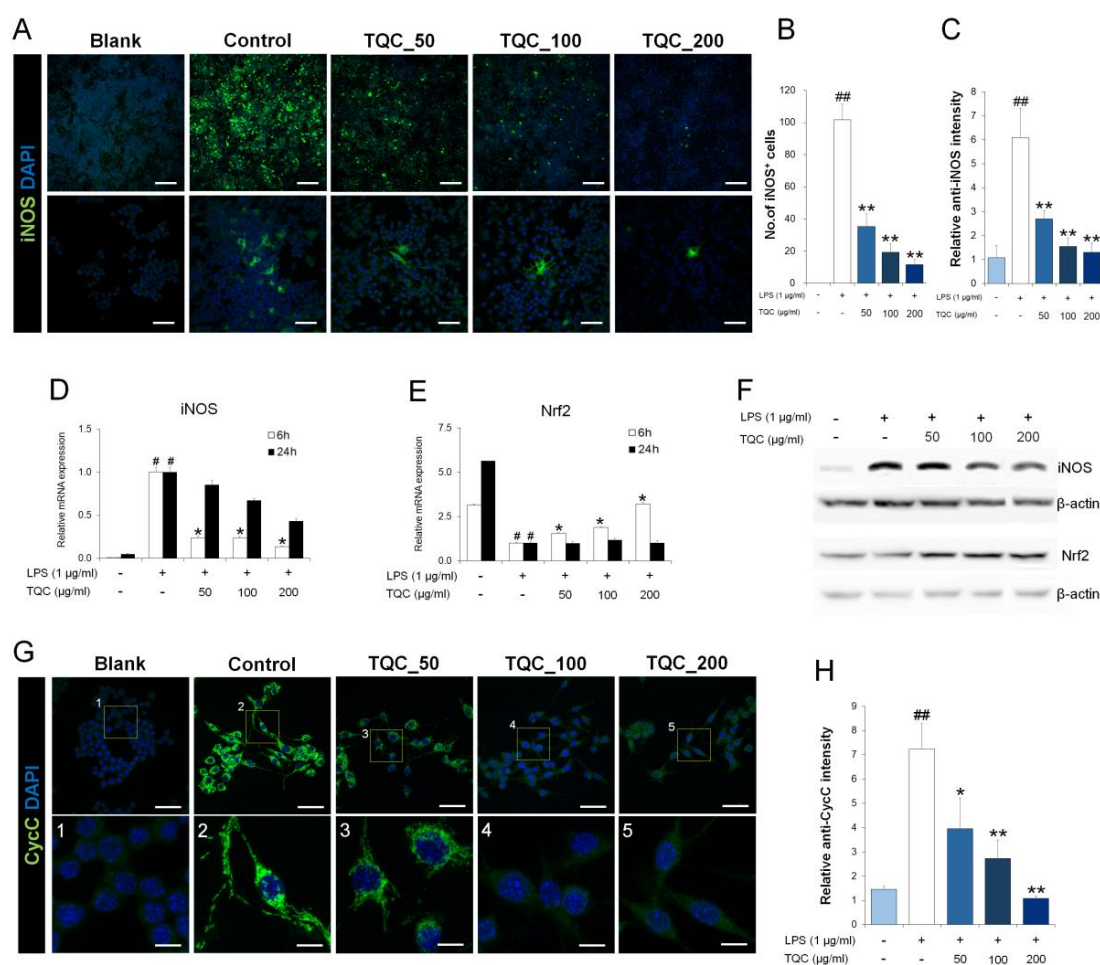 A
Blank Control TQC_50 TQC_100 TQC_200
iNOS DAPI
B
No.of iNOS⁺ cells
120
100
80
60
40
20
0
##
**
**
**
LPS (1 µg/ml) - + + + +
TQC (µg/ml) - - 50 100 200
C
Relative anti-iNOS intensity
8
7
6
5
4
3
2
1
0
##
**
**
**
LPS (1 µg/ml) - + + + +
TQC (µg/ml) - - 50 100 200
D
iNOS
Relative mRNA expression
1.5
1.0
0.5
0.0
6h
24h
# #
*
*
*
LPS (1 µg/ml) - + + + +
TQC (µg/ml) - - 50 100 200
E
Nrf2
Relative mRNA expression
7.5
5.0
2.5
0.0
6h
24h
# #
*
*
*
LPS (1 µg/ml) - + + + +
TQC (µg/ml) - - 50 100 200
F
LPS (1 µg/ml) - + + + +
TQC (µg/ml) - - 50 100 200
iNOS
β-actin
Nrf2
β-actin
G
Blank Control TQC_50 TQC_100 TQC_200
CycC DAPI
1 2 3 4 5
1 2 3 4 5
H
Relative anti-CycC intensity
9
8
7
6
5
4
3
2
1
0
##
*
**
**
LPS (1 µg/ml) - + + + +
TQC (µg/ml) - - 50 100 200